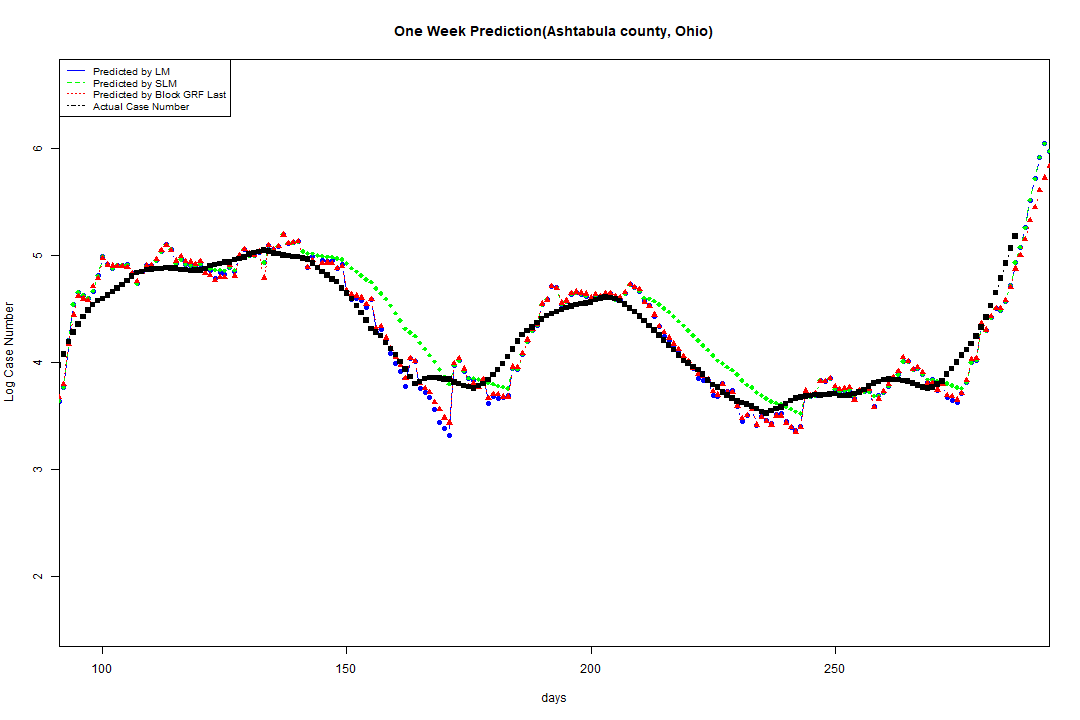 One Week Prediction(Ashtabula county, Ohio)
Predicted by LM
Predicted by SLM
Predicted by Block GRF Last
Actual Case Number
6
5
4
3
2
Log Case Number
100 150 200 250
days